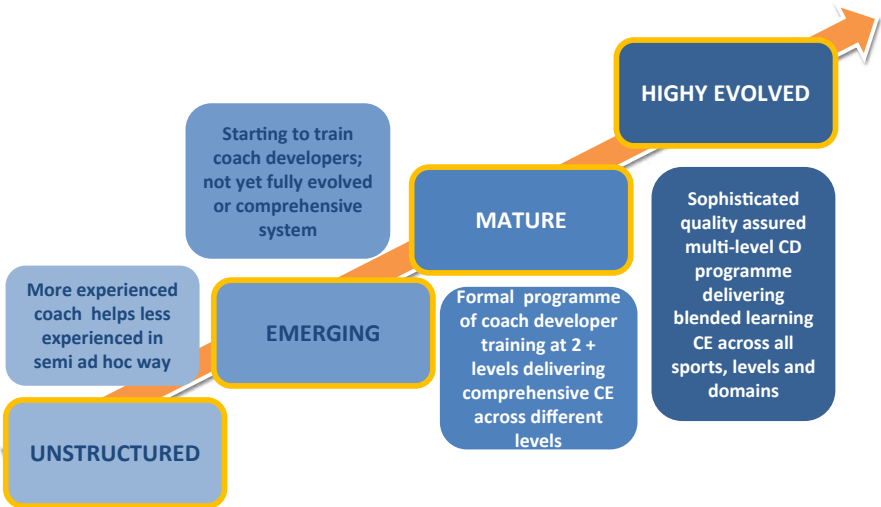 HIGHY EVOLVED
Starting to train
coach developers;
not yet fully evolved
or comprehensive
system
MATURE
Sophisticated
quality assured
multi-level CD
programme
delivering
blended learning
CE across all
sports, levels and
domains
More experienced
coach helps less
experienced in
semi ad hoc way
EMERGING
Formal programme
of coach developer
training at 2 +
levels delivering
comprehensive CE
across different
levels
UNSTRUCTURED